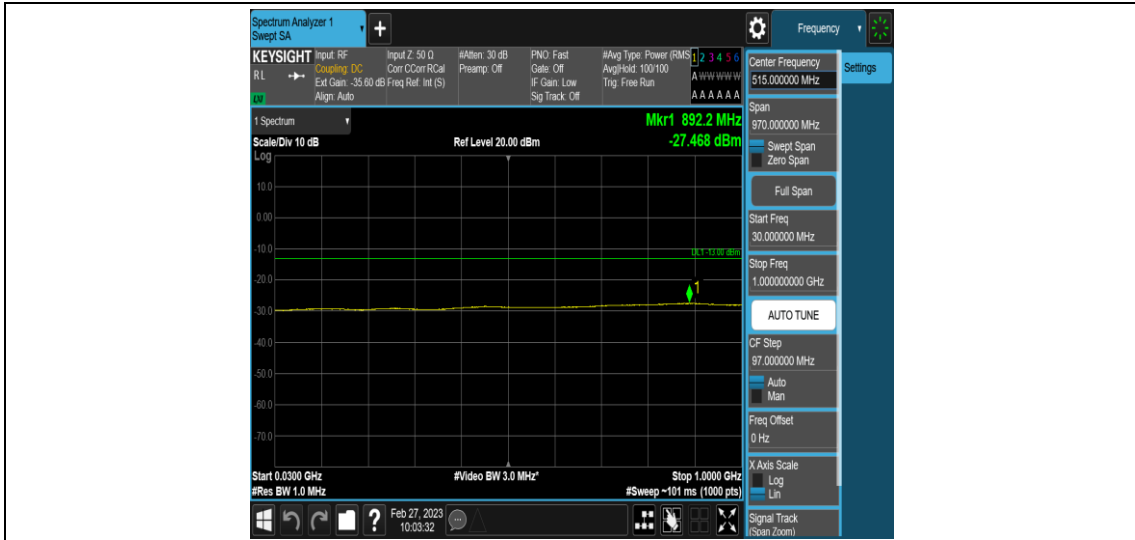 Spectrum Analyzer 1
Swept SA
+
Frequency
KEYSIGHT
RL
LXI
Input: RF
Coupling: DC
Ext Gain: -35.60 dB
Align: Auto
Input Z: 50 Ω
Corr CCorr RCal
Freq Ref: Int (S)
#Atten: 30 dB
Preamp: Off
PNO: Fast
Gate: Off
IF Gain: Low
Sig Track: Off
#Avg Type: Power (RMS
Avg|Hold: 100/100
Trig: Free Run
1 2 3 4 5 6
A W W W W W
A A A A A A
1 Spectrum
Mkr1 892.2 MHz
Scale/Div 10 dB
Ref Level 20.00 dBm
-27.468 dBm
Log
10.0
0.00
-10.0
DL1 -13.00 dBm
-20.0
1
-30.0
-40.0
-50.0
-60.0
-70.0
Start 0.0300 GHz
#Video BW 3.0 MHz*
Stop 1.0000 GHz
#Res BW 1.0 MHz
#Sweep ~101 ms (1000 pts)
Center Frequency
515.000000 MHz
Settings
Span
970.000000 MHz
Swept Span
Zero Span
Full Span
Start Freq
30.000000 MHz
Stop Freq
1.000000000 GHz
AUTO TUNE
CF Step
97.000000 MHz
Auto
Man
Freq Offset
0 Hz
X Axis Scale
Log
Lin
Signal Track
(Span Zoom)
?
Feb 27, 2023
10:03:32